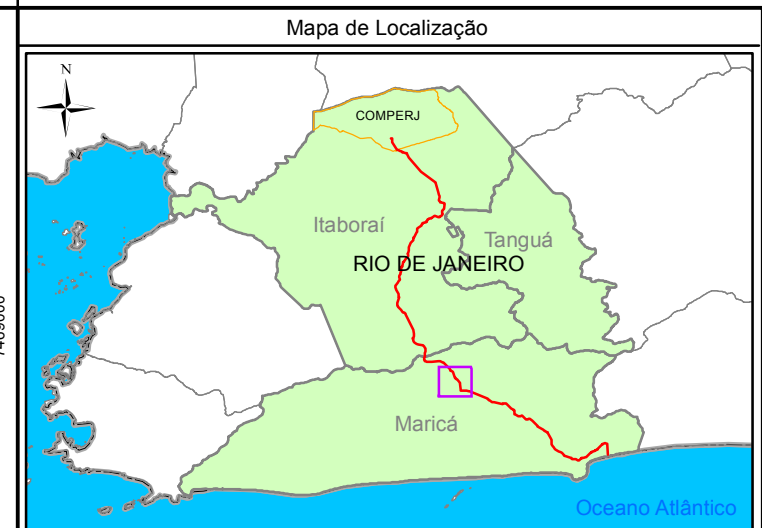 Mapa de Localização
N
COMPERJ
Itaboraí
Tanguá
RIO DE JANEIRO
Maricá
Oceano Atlântico